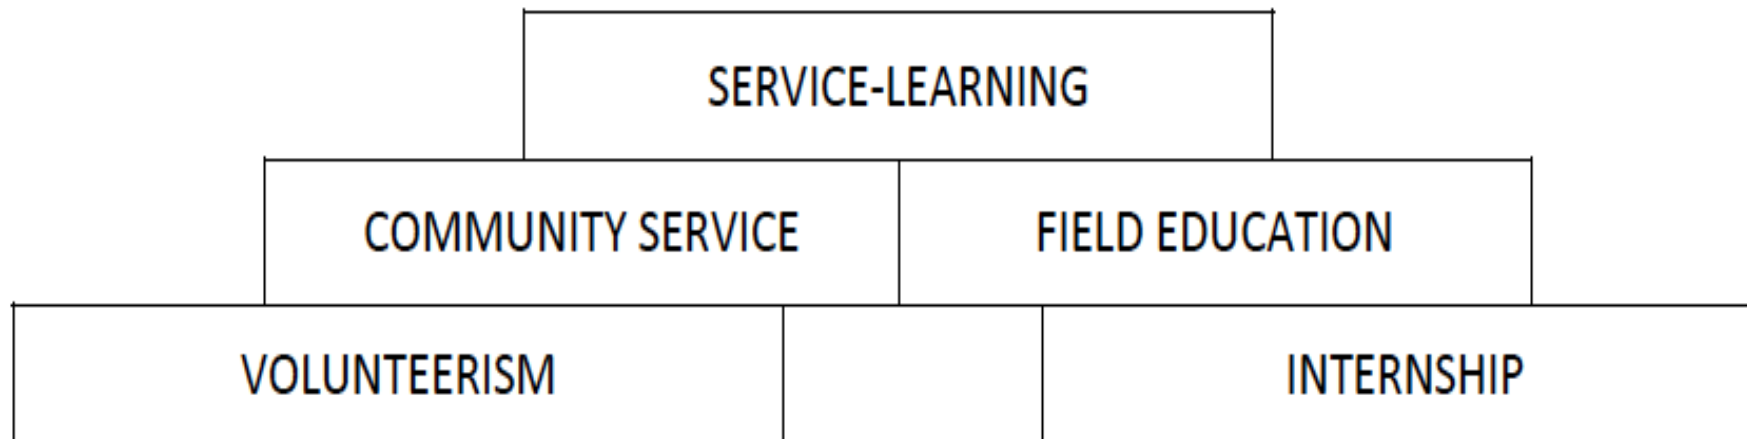 SERVICE-LEARNING
COMMUNITY SERVICE FIELD EDUCATION
VOLUNTEERISM INTERNSHIP